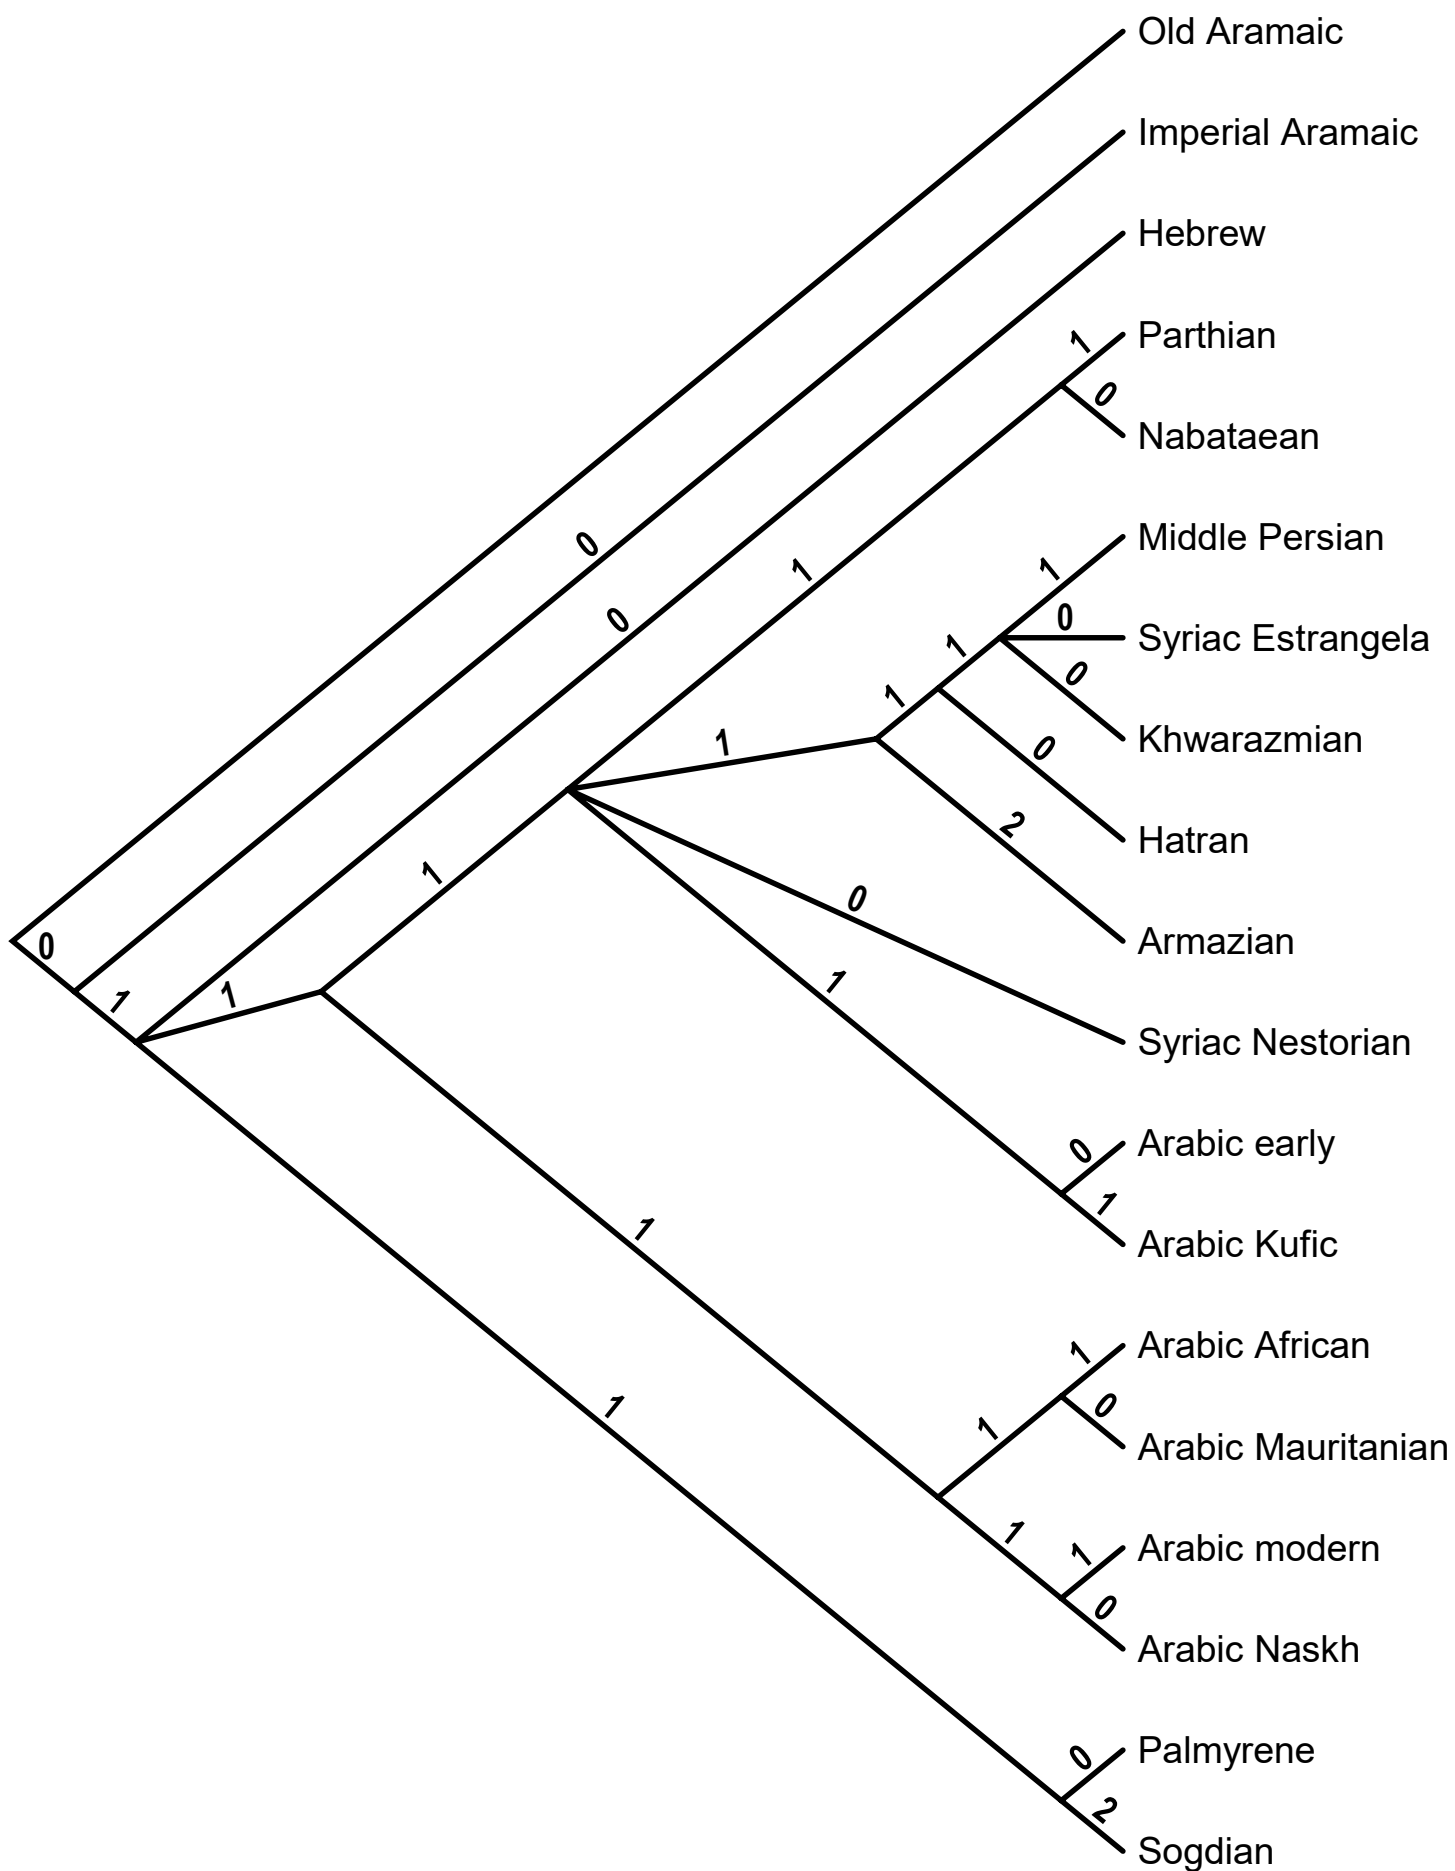 Old Aramaic
Imperial Aramaic
Hebrew
1 Parthian
0
Nabataean
Middle Persian
0
1
1
0
Syriac Estrangela
0
1
1
0
Khwarazmian
1
0
2
Hatran
1
0
Armazian
0
1
1
1
Syriac Nestorian
0
Arabic early
1
1
Arabic Kufic
1
Arabic African
0
1
1
Arabic Mauritanian
1
1
Arabic modern
0
Arabic Naskh
0
Palmyrene
2
Sogdian